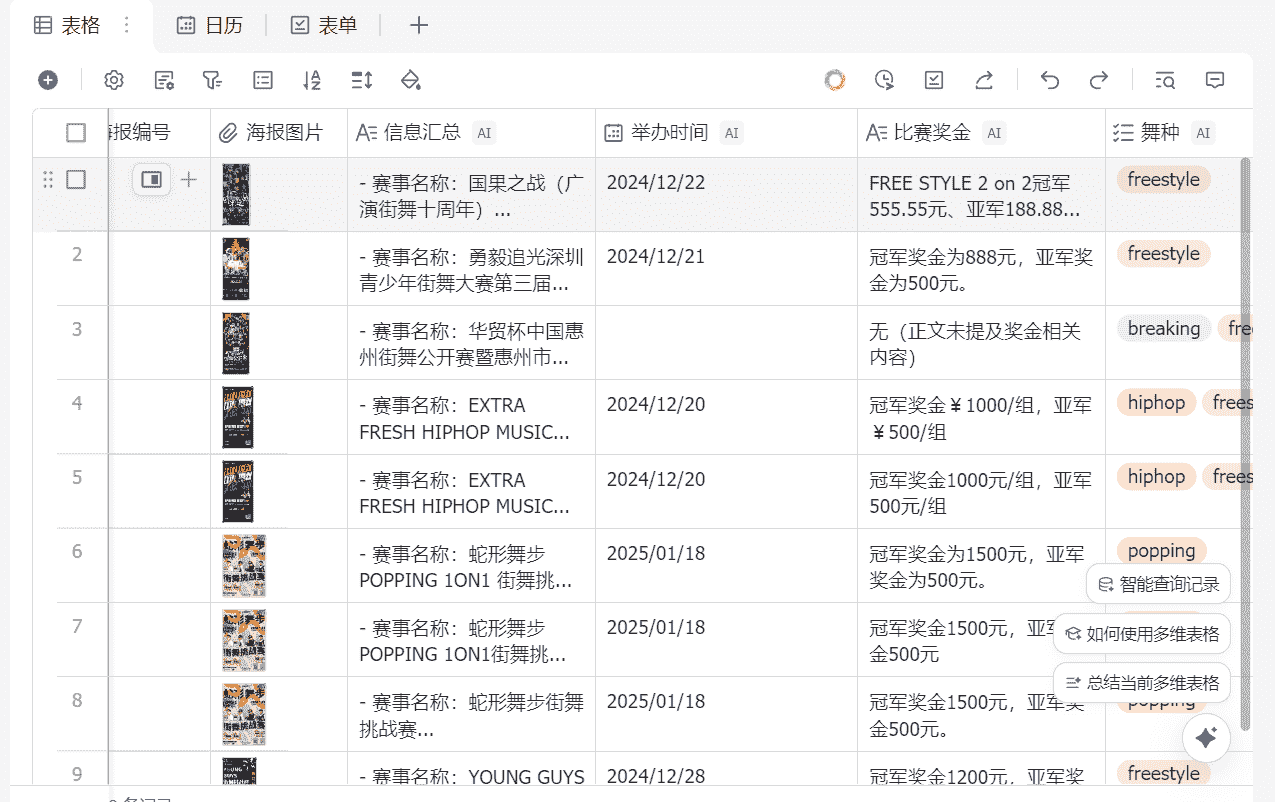 表格
日历
表单
报编号
海报图片
信息汇总 AI
举办时间 AI
比赛奖金 AI
舞种 AI
- 赛事名称：国果之战（广
演街舞十周年）...
2024/12/22
FREE STYLE 2 on 2冠军
555.55元、亚军188.88...
freestyle
2
- 赛事名称：勇毅追光深圳
青少年街舞大赛第三届...
2024/12/21
冠军奖金为888元，亚军奖
金为500元。
freestyle
3
- 赛事名称：华贸杯中国惠
州街舞公开赛暨惠州市...
无（正文未提及奖金相关
内容）
breaking
free
4
- 赛事名称：EXTRA
FRESH HIPHOP MUSIC...
2024/12/20
冠军奖金￥1000/组，亚军
￥500/组
hiphop
frees
5
- 赛事名称：EXTRA
FRESH HIPHOP MUSIC...
2024/12/20
冠军奖金1000元/组，亚军
500元/组
hiphop
frees
6
- 赛事名称：蛇形舞步
POPPING 1ON1 街舞挑...
2025/01/18
冠军奖金为1500元，亚军
奖金为500元。
popping
智能查询记录
7
- 赛事名称：蛇形舞步
POPPING 1ON1街舞挑...
2025/01/18
冠军奖金1500元，亚军
金500元
如何使用多维表格
总结当前多维表格
8
- 赛事名称：蛇形舞步街舞
挑战赛...
2025/01/18
冠军奖金1500元，亚军奖
金500元。
popping
9
- 赛事名称：YOUNG GUYS
2024/12/28
冠军奖金1200元，亚军奖
freestyle